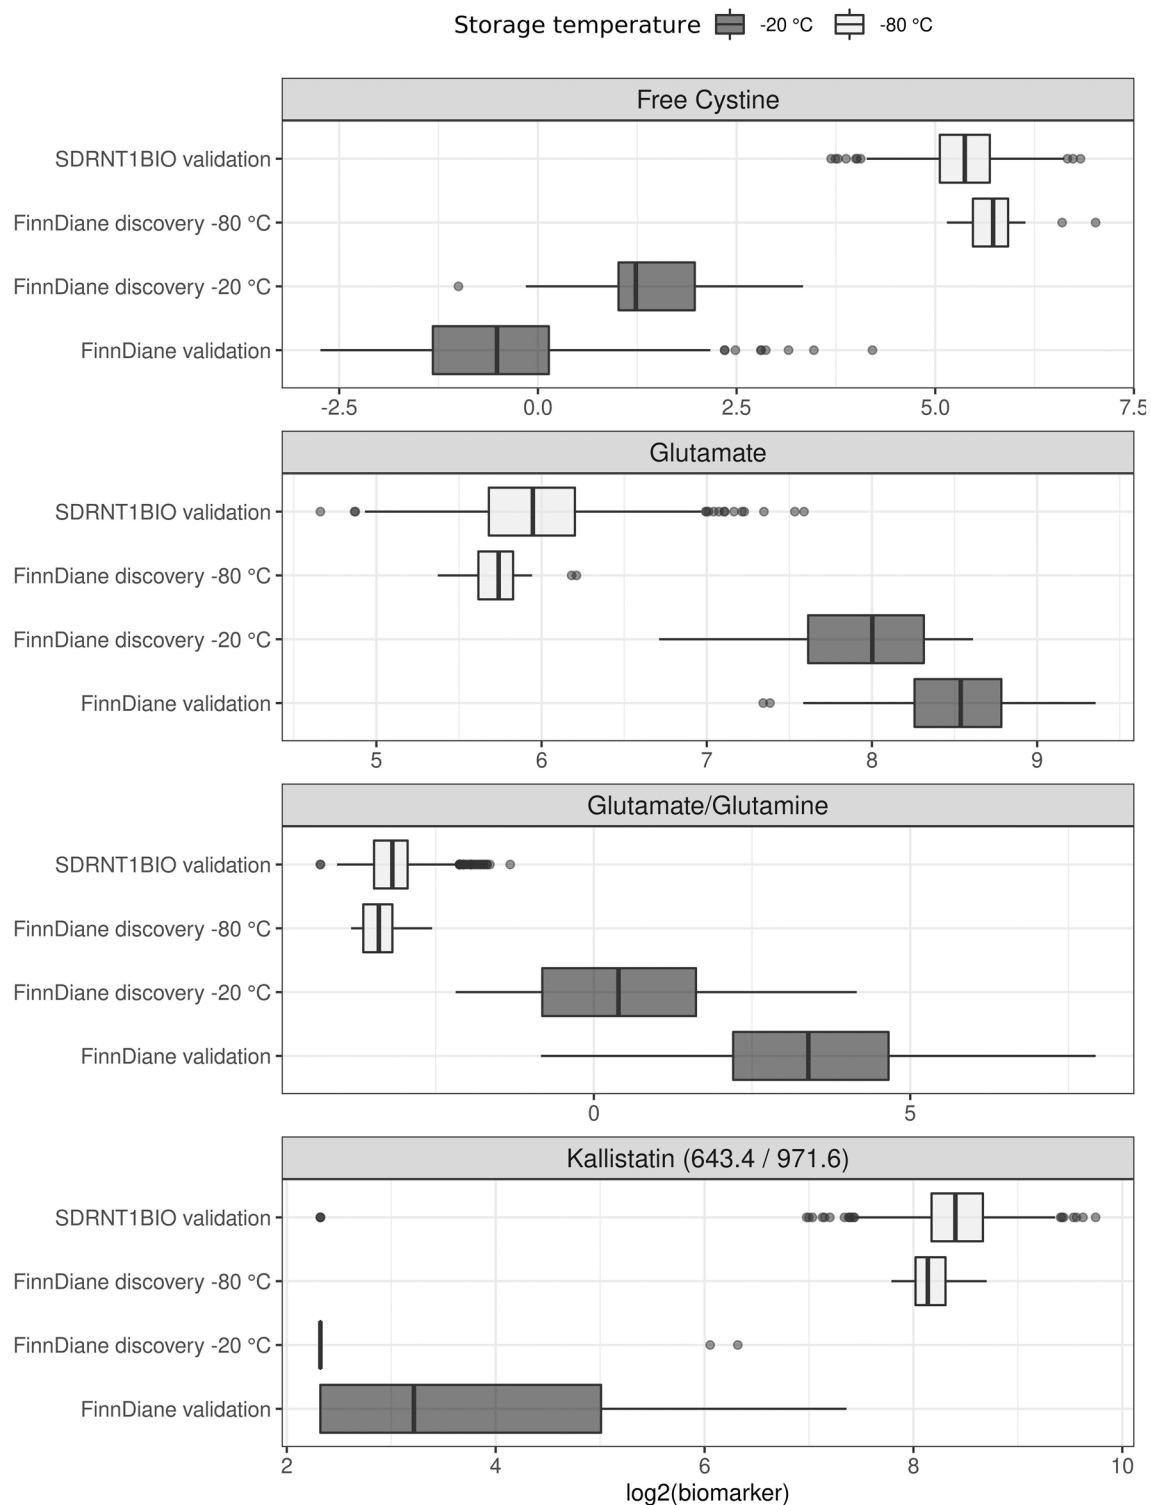 Storage temperature -20 °C -80 °C
Free Cystine
SDRNT1BIO validation
FinnDiane discovery -80 °C
FinnDiane discovery -20 °C
FinnDiane validation
-2.5 0.0 2.5 5.0 7.5
Glutamate
SDRNT1BIO validation
FinnDiane discovery -80 °C
FinnDiane discovery -20 °C
FinnDiane validation
5 6 7 8 9
Glutamate/Glutamine
SDRNT1BIO validation
FinnDiane discovery -80 °C
FinnDiane discovery -20 °C
FinnDiane validation
0 5
Kallistatin (643.4 / 971.6)
SDRNT1BIO validation
FinnDiane discovery -80 °C
FinnDiane discovery -20 °C
FinnDiane validation
2 4 6 8 10
log2(biomarker)